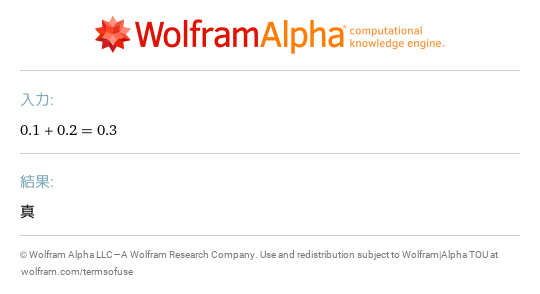 WolframAlpha computational
knowledge engine™
入力:
0.1 + 0.2 = 0.3
結果:
真
© Wolfram Alpha LLC—A Wolfram Research Company. Use and redistribution subject to Wolfram|Alpha TOU at
wolfram.com/termsofuse